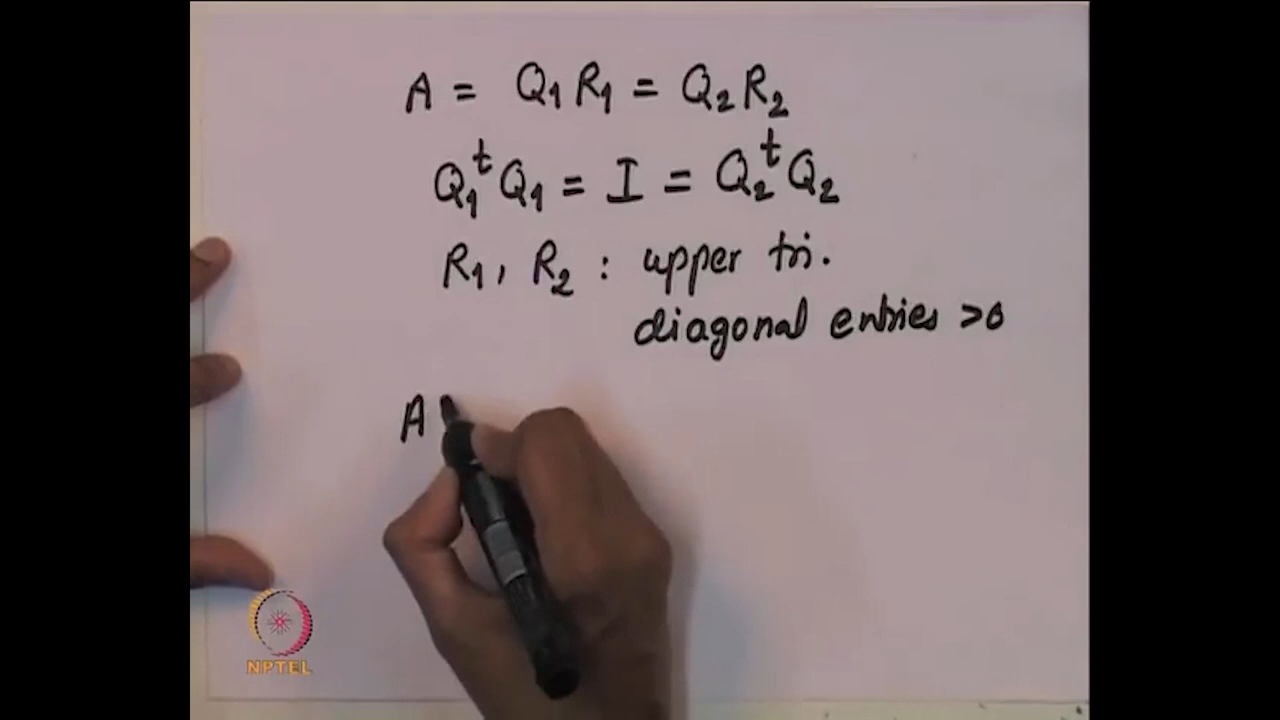 A = Q₁R₁ = Q₂R₂
Q₁ᵗQ₁ = I = Q₂ᵗQ₂
R₁, R₂ : upper tri.
diagonal entries >0
A
NPTEL